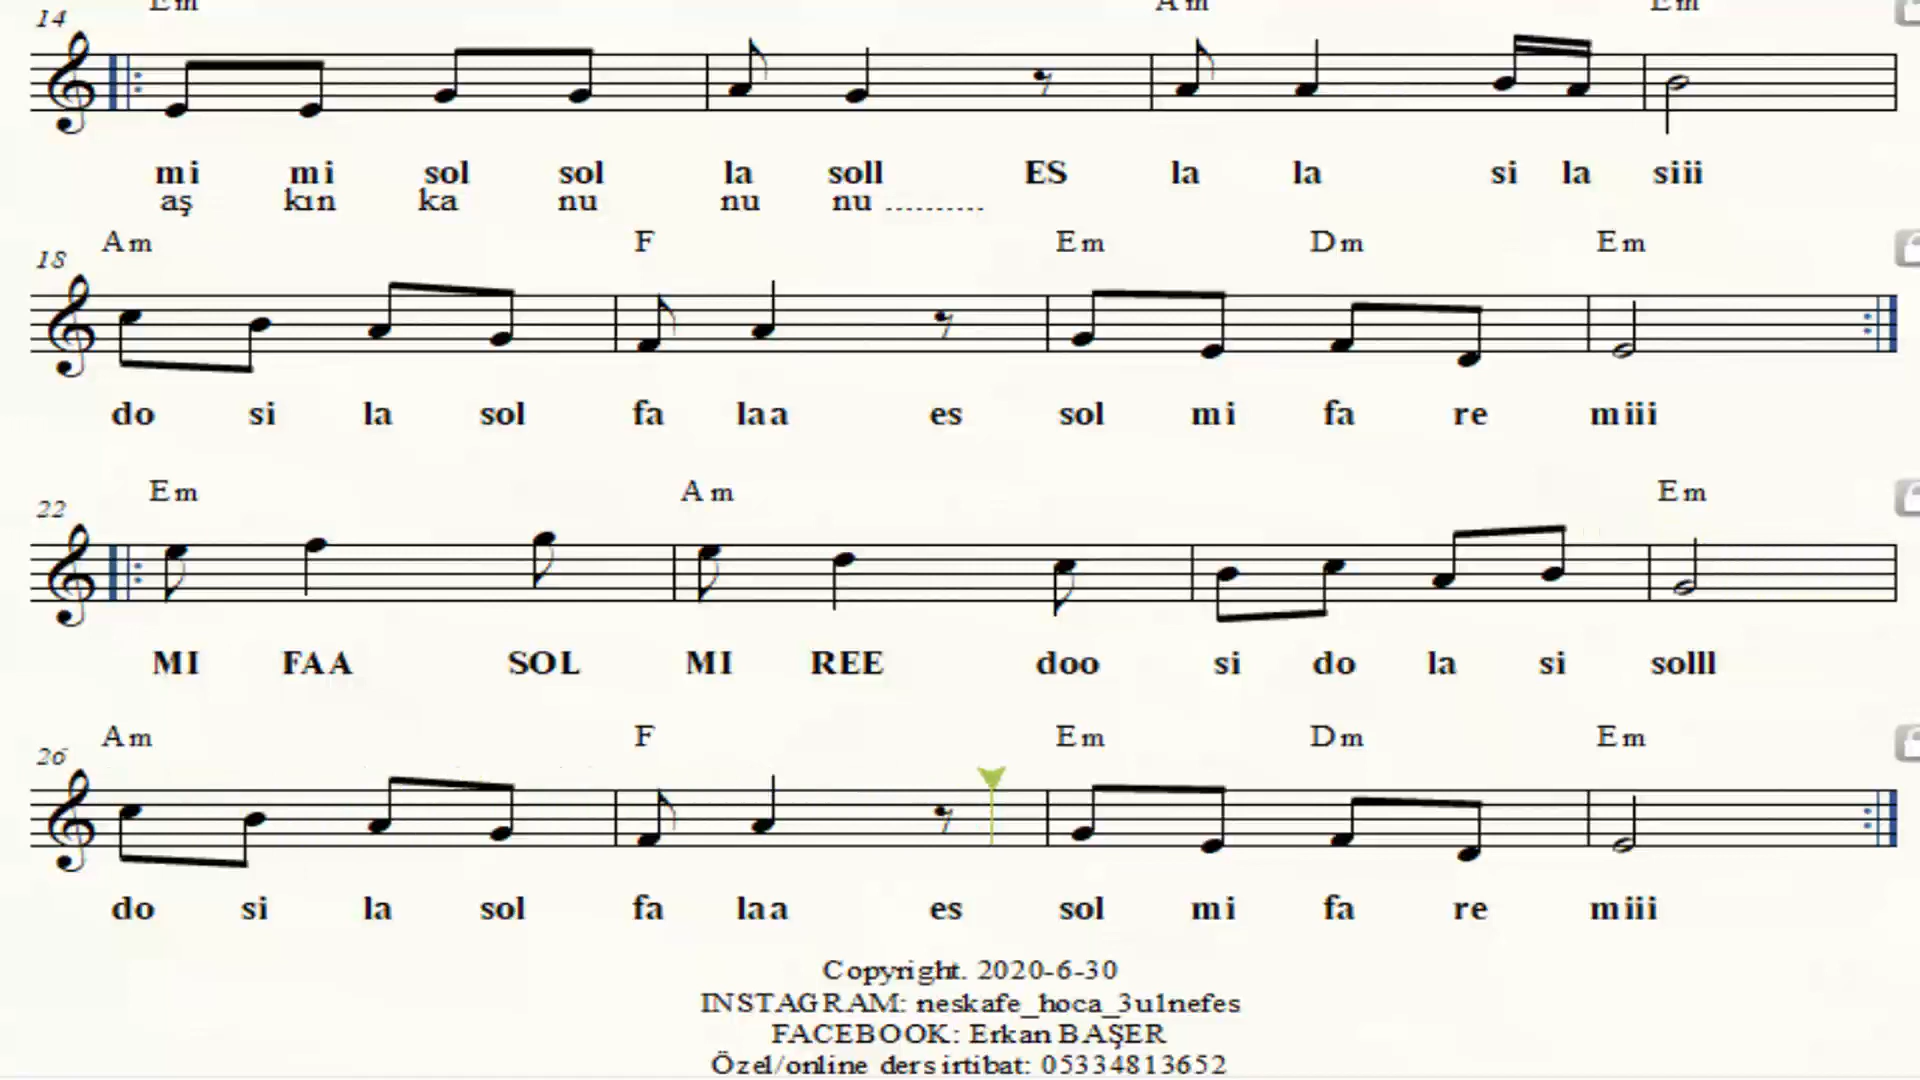 14 Em Am Em
mi mi sol sol la soll ES la la si la siii
aş kın ka nu nu nu ..........
Am F Em Dm Em
18
do si la sol fa laa es sol mi fa re miii
Em Am Em
22
MI FAA SOL MI REE doo si do la si solll
Am F Em Dm Em
26
do si la sol fa laa es sol mi fa re miii
Copyright. 2020-6-30
INSTAGRAM: neskafe_hoca_3u1nefes
FACEBOOK: Erkan BAŞER
Özel/online ders irtibat: 05334813652